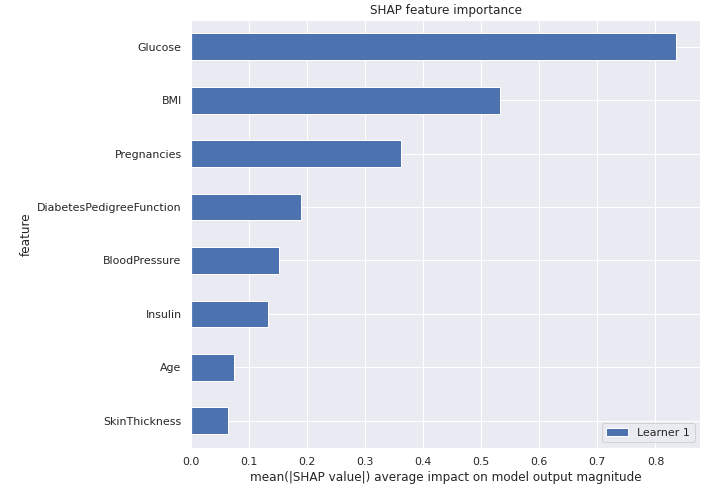 SHAP feature importance
Glucose
BMI
Pregnancies
DiabetesPedigreeFunction
BloodPressure
Insulin
Age
SkinThickness
feature
Learner 1
0.0 0.1 0.2 0.3 0.4 0.5 0.6 0.7 0.8
mean(|SHAP value|) average impact on model output magnitude